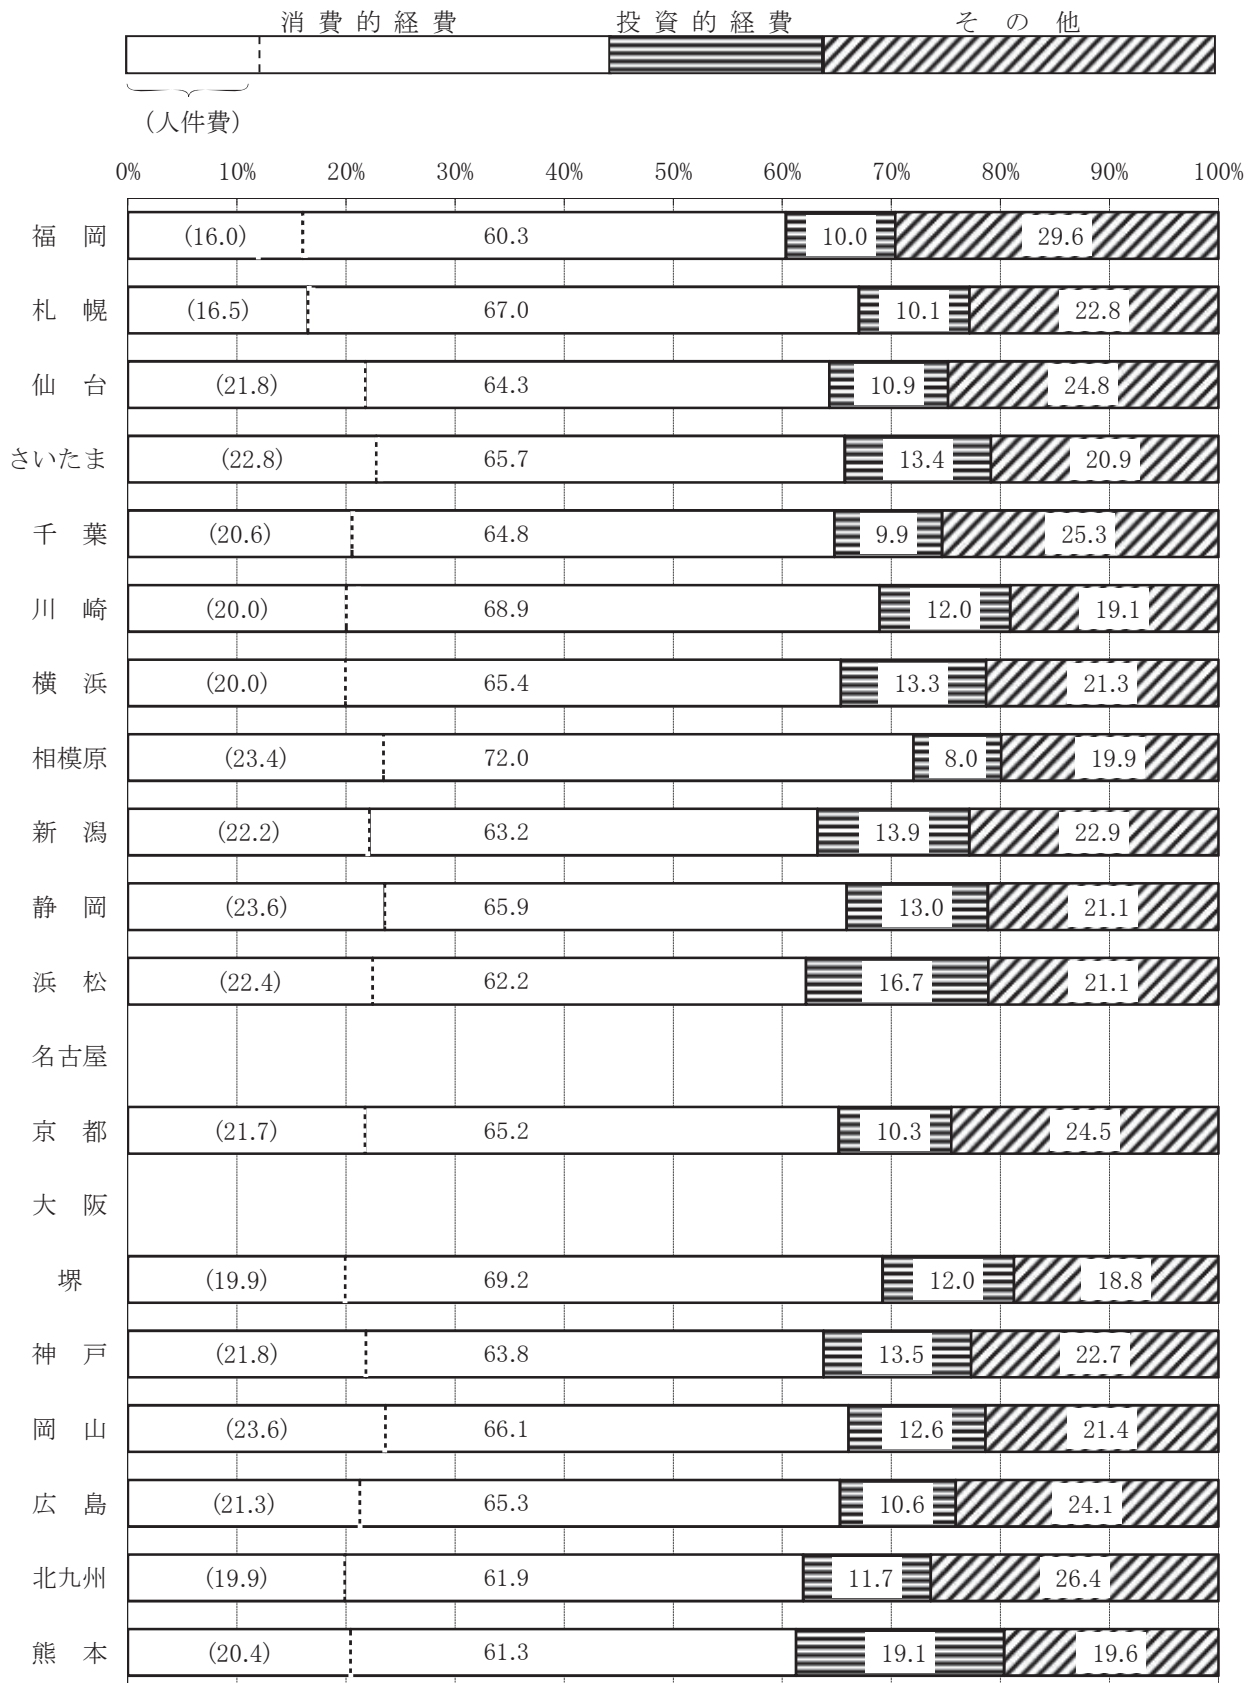 消費的経費 投資的経費 その他
(人件費)
0% 10% 20% 30% 40% 50% 60% 70% 80% 90% 100%
福岡 (16.0) 60.3 10.0 29.6
札幌 (16.5) 67.0 10.1 22.8
仙台 (21.8) 64.3 10.9 24.8
さいたま (22.8) 65.7 13.4 20.9
千葉 (20.6) 64.8 9.9 25.3
川崎 (20.0) 68.9 12.0 19.1
横浜 (20.0) 65.4 13.3 21.3
相模原 (23.4) 72.0 8.0 19.9
新潟 (22.2) 63.2 13.9 22.9
静岡 (23.6) 65.9 13.0 21.1
浜松 (22.4) 62.2 16.7 21.1
名古屋
京都 (21.7) 65.2 10.3 24.5
大阪
堺 (19.9) 69.2 12.0 18.8
神戸 (21.8) 63.8 13.5 22.7
岡山 (23.6) 66.1 12.6 21.4
広島 (21.3) 65.3 10.6 24.1
北九州 (19.9) 61.9 11.7 26.4
熊本 (20.4) 61.3 19.1 19.6